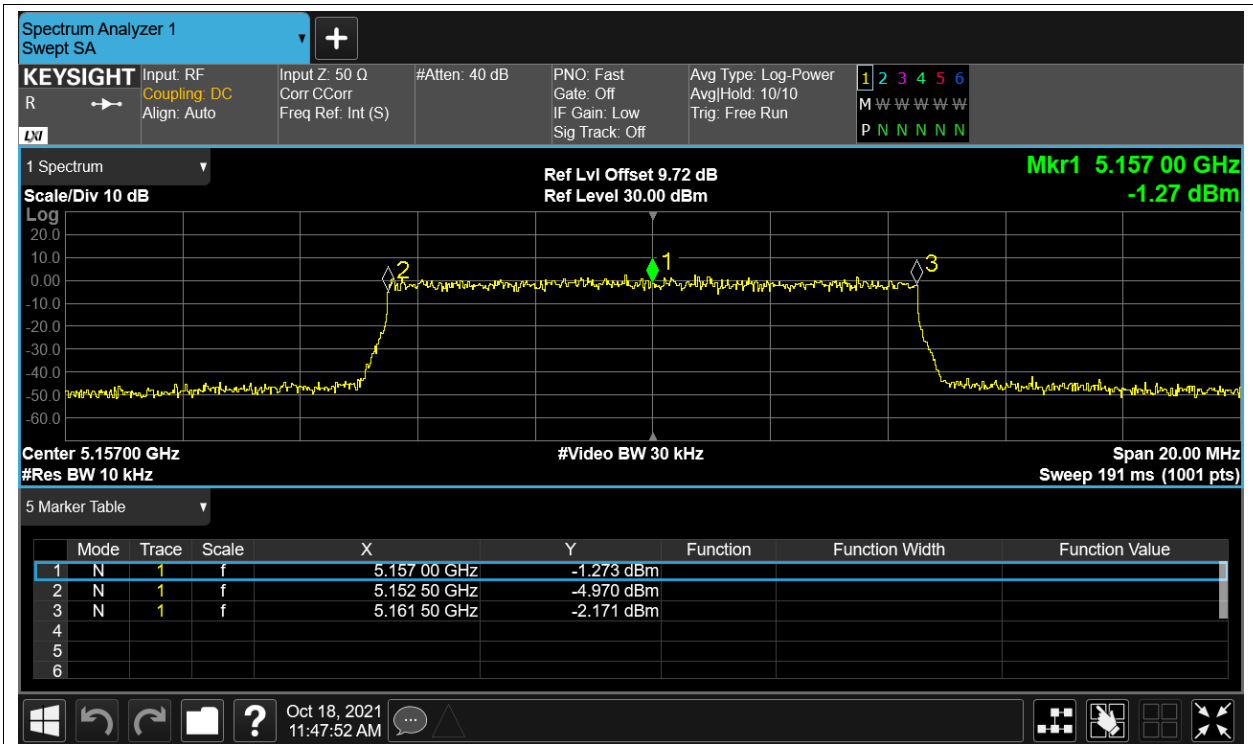 Spectrum Analyzer 1
Swept SA
KEYSIGHT
R
LXI
Input: RF
Coupling: DC
Align: Auto
Input Z: 50 Ω
Corr CCorr
Freq Ref: Int (S)
#Atten: 40 dB
PNO: Fast
Gate: Off
IF Gain: Low
Sig Track: Off
Avg Type: Log-Power
Avg|Hold: 10/10
Trig: Free Run
1 2 3 4 5 6
M W W W W W
P N N N N N
1 Spectrum
Scale/Div 10 dB
Ref Lvl Offset 9.72 dB
Ref Level 30.00 dBm
Mkr1 5.157 00 GHz
-1.27 dBm
Log
20.0
10.0
0.00
-10.0
-20.0
-30.0
-40.0
-50.0
-60.0
2
1
3
Center 5.15700 GHz
#Res BW 10 kHz
#Video BW 30 kHz
Span 20.00 MHz
Sweep 191 ms (1001 pts)
5 Marker Table
Mode Trace Scale X Y Function Function Width Function Value
1 N 1 f 5.157 00 GHz -1.273 dBm
2 N 1 f 5.152 50 GHz -4.970 dBm
3 N 1 f 5.161 50 GHz -2.171 dBm
4
5
6
?
Oct 18, 2021
11:47:52 AM